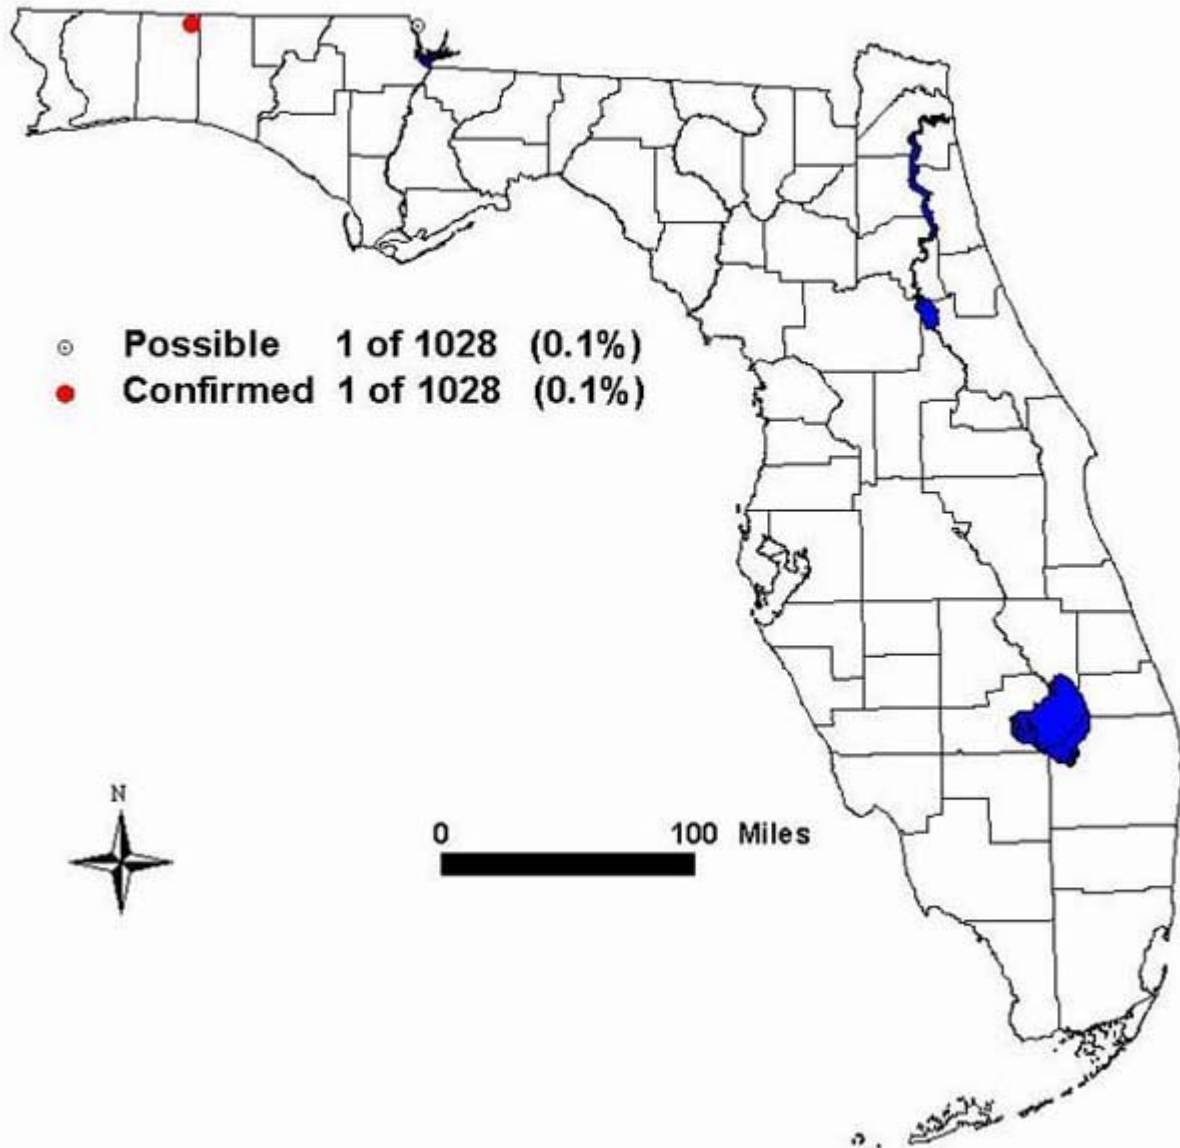 Possible 1 of 1028 (0.1%)
Confirmed 1 of 1028 (0.1%)
N
0 100 Miles